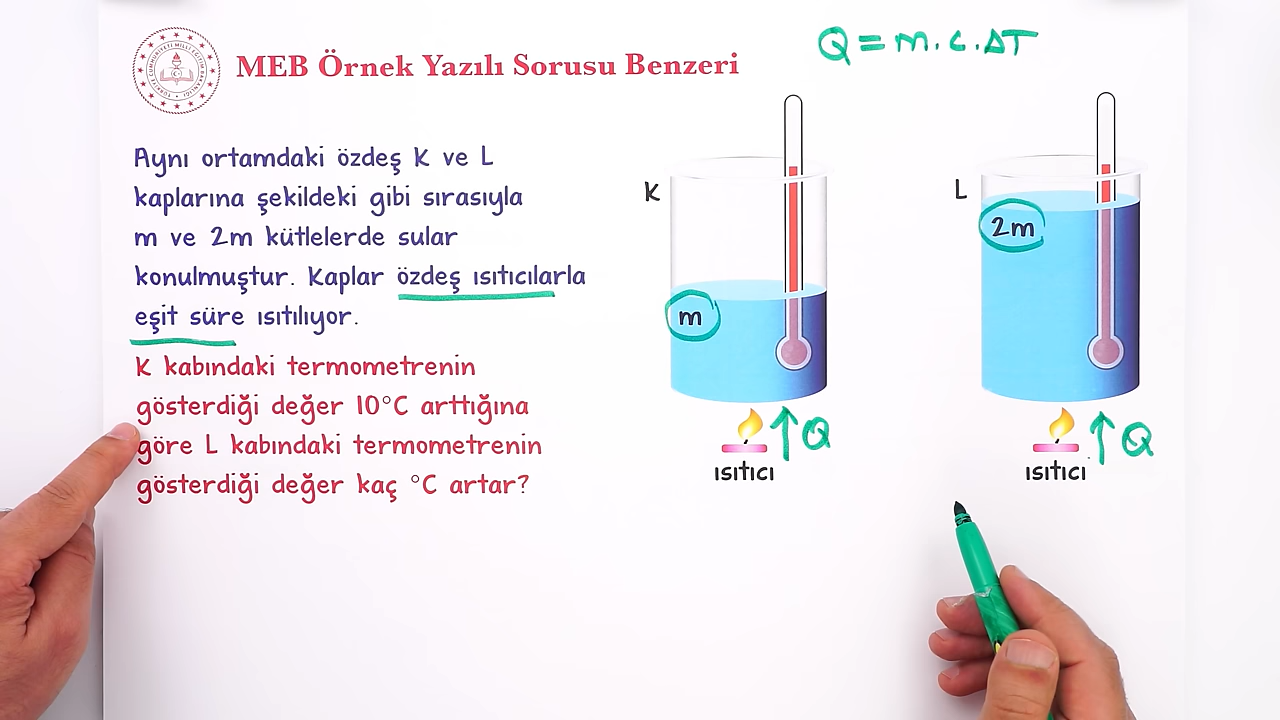 MEB Örnek Yazılı Sorusu Benzeri
Q = m.c.ΔT
Aynı ortamdaki özdeş K ve L
kaplarına şekildeki gibi sırasıyla
m ve 2m kütlelerde sular
konulmuştur. Kaplar özdeş ısıtıcılarla
eşit süre ısıtılıyor.
K kabındaki termometrenin
gösterdiği değer 10°C arttığına
göre L kabındaki termometrenin
gösterdiği değer kaç °C artar?
K
m
Q
ısıtıcı
L
2m
Q
ısıtıcı